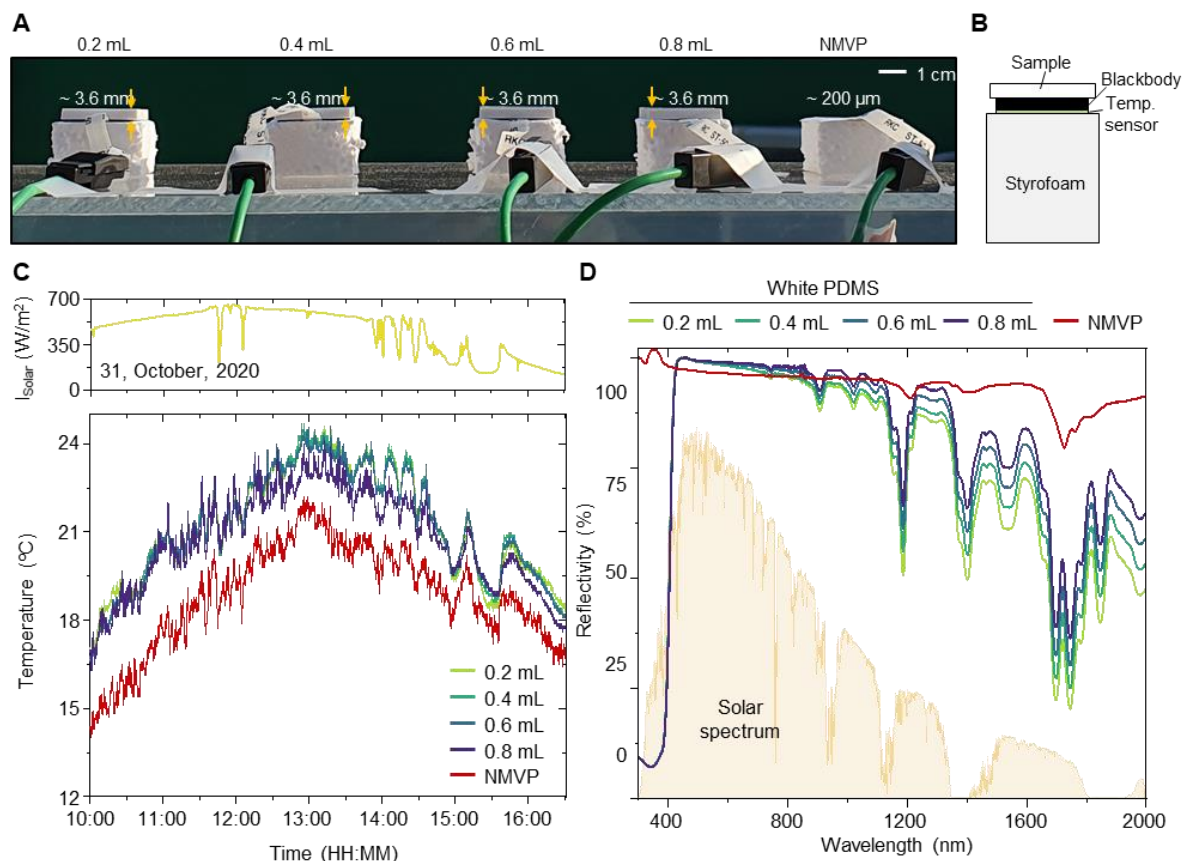 A
0.2 mL 0.4 mL 0.6 mL 0.8 mL NMVP
~ 3.6 mm ~ 3.6 mm ~ 3.6 mm ~ 3.6 mm ~ 200 µm
1 cm
B
Sample
Blackbody
Temp.
sensor
Styrofoam
C
I_Solar (W/m²)
700
350
0
31, October, 2020
Temperature (ºC)
24
21
18
15
12
0.2 mL
0.4 mL
0.6 mL
0.8 mL
NMVP
10:00 11:00 12:00 13:00 14:00 15:00 16:00
Time (HH:MM)
D
White PDMS
0.2 mL 0.4 mL 0.6 mL 0.8 mL NMVP
Reflectivity (%)
100
75
50
25
0
Solar
spectrum
400 800 1200 1600 2000
Wavelength (nm)